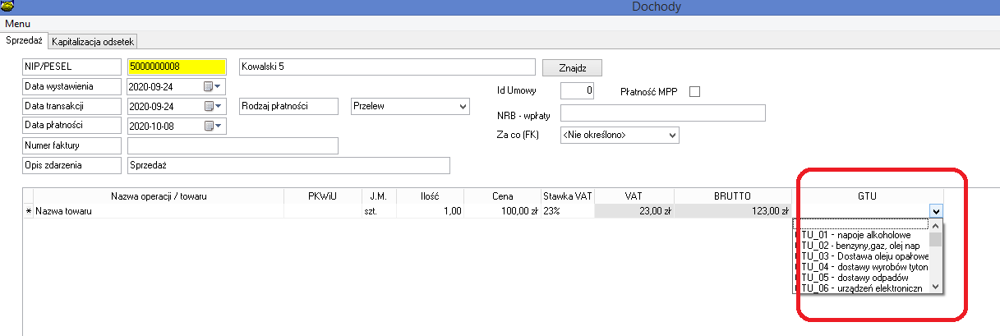 Dochody
Menu
Sprzedaż Kapitalizacja odsetek
NIP/PESEL 5000000008 Kowalski 5 Znajdz
Data wystawienia 2020-09-24 Id Umowy 0 Płatność MPP
Data transakcji 2020-09-24 Rodzaj płatności Przelew
NRB - wpłaty
Data płatności 2020-10-08
Za co (FK) <Nie określono>
Numer faktury
Opis zdarzenia Sprzedaż
Nazwa operacji / towaru PKWiU J.M. Ilość Cena Stawka VAT VAT BRUTTO GTU
* Nazwa towaru szt. 1,00 100,00 zł 23% 23,00 zł 123,00 zł
TU_01 - napoje alkoholowe
TU_02 - benzyny,gaz, olej nap
TU_03 - Dostawa oleju opałowe
TU_04 - dostawy wyrobów tyton
TU_05 - dostawy odpadów
TU_06 - urządzeń elektroniczn